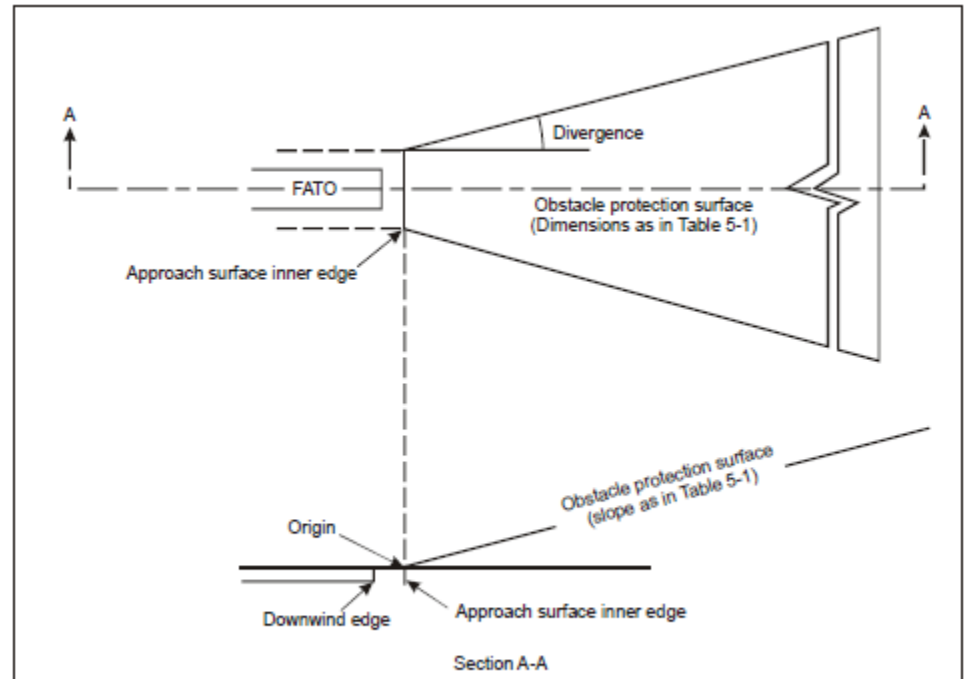 A
A
Divergence
FATO
Obstacle protection surface
(Dimensions as in Table 5-1)
Approach surface inner edge
Obstacle protection surface
(slope as in Table 5-1)
Origin
Downwind edge
Approach surface inner edge
Section A-A